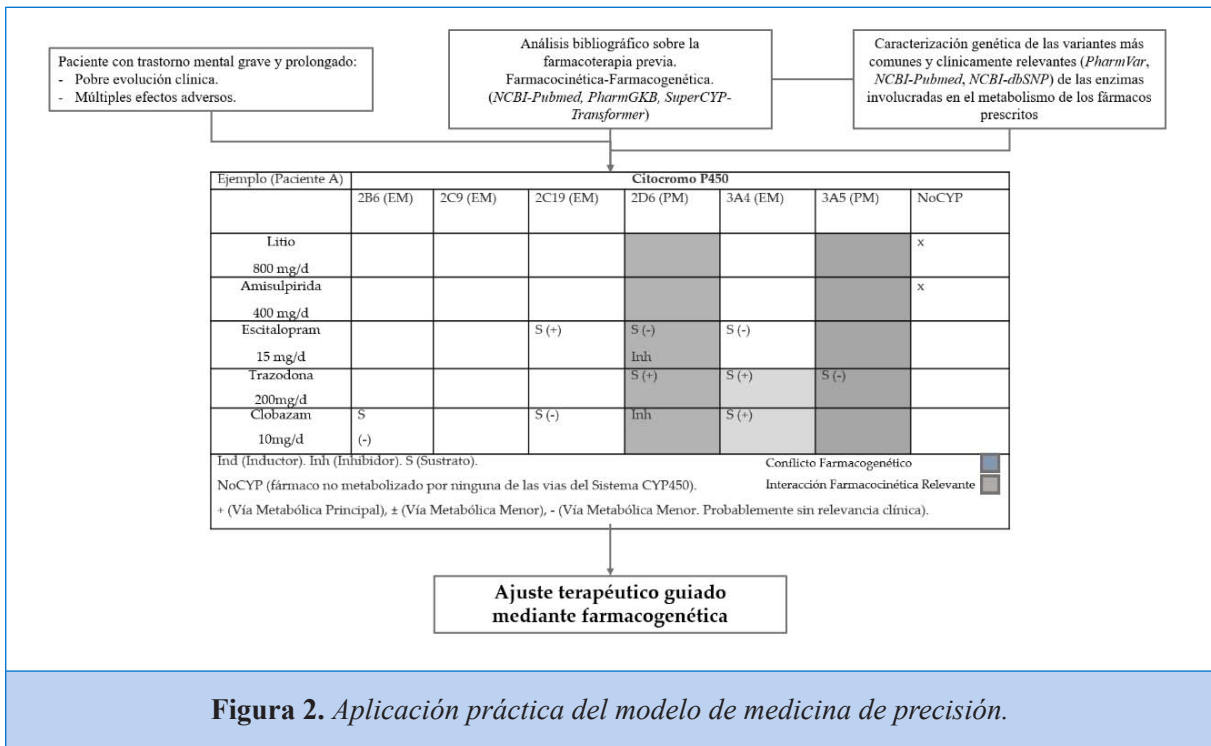 Paciente con trastorno mental grave y prolongado:
- Pobre evolución clínica.
- Múltiples efectos adversos.
Análisis bibliográfico sobre la
farmacoterapia previa.
Farmacocinética-Farmacogenética.
(NCBI-Pubmed, PharmGKB, SuperCYP-
Transformer)
Caracterización genética de las variantes más
comunes y clínicamente relevantes (PharmVar,
NCBI-Pubmed, NCBI-dbSNP) de las enzimas
involucradas en el metabolismo de los fármacos
prescritos
Ejemplo (Paciente A) Citocromo P450
2B6 (EM) 2C9 (EM) 2C19 (EM) 2D6 (PM) 3A4 (EM) 3A5 (PM) NoCYP
Litio x
800 mg/d
Amisulpirida x
400 mg/d
Escitalopram S (+) S (-) S (-)
15 mg/d Inh
Trazodona S (+) S (+) S (-)
200mg/d
Clobazam S S (-) Inh S (+)
10mg/d (-)
Ind (Inductor). Inh (Inhibidor). S (Sustrato). Conflicto Farmacogenético
NoCYP (fármaco no metabolizado por ninguna de las vias del Sistema CYP450). Interacción Farmacocinética Relevante
+ (Vía Metabólica Principal), ± (Vía Metabólica Menor), - (Vía Metabólica Menor. Probablemente sin relevancia clínica).
Ajuste terapéutico guiado
mediante farmacogenética
Figura 2. Aplicación práctica del modelo de medicina de precisión.